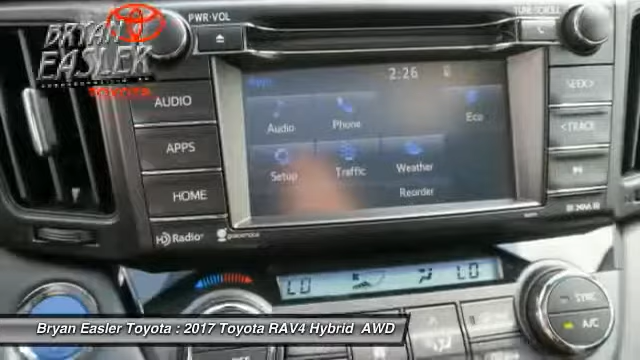 BRYAN
EASLER
TOYOTA
PWR•VOL
TUNE/SCROLL
AUDIO
APPS
HOME
HD Radio
Apps
2:26
Audio
Phone
Eco
Setup
Traffic
Weather
Reorder
SEEK>
<TRACK
LO
LO
SYNC
A/C
Bryan Easler Toyota : 2017 Toyota RAV4 Hybrid AWD